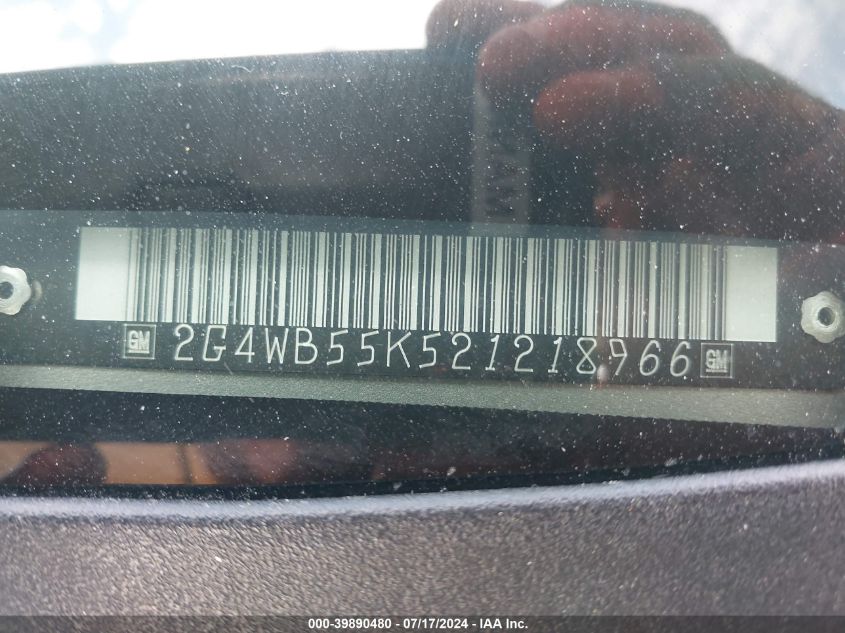 GM 2G4WB55K521218966 GM
000-39890480 / 07/17/2024 - IAA Inc.